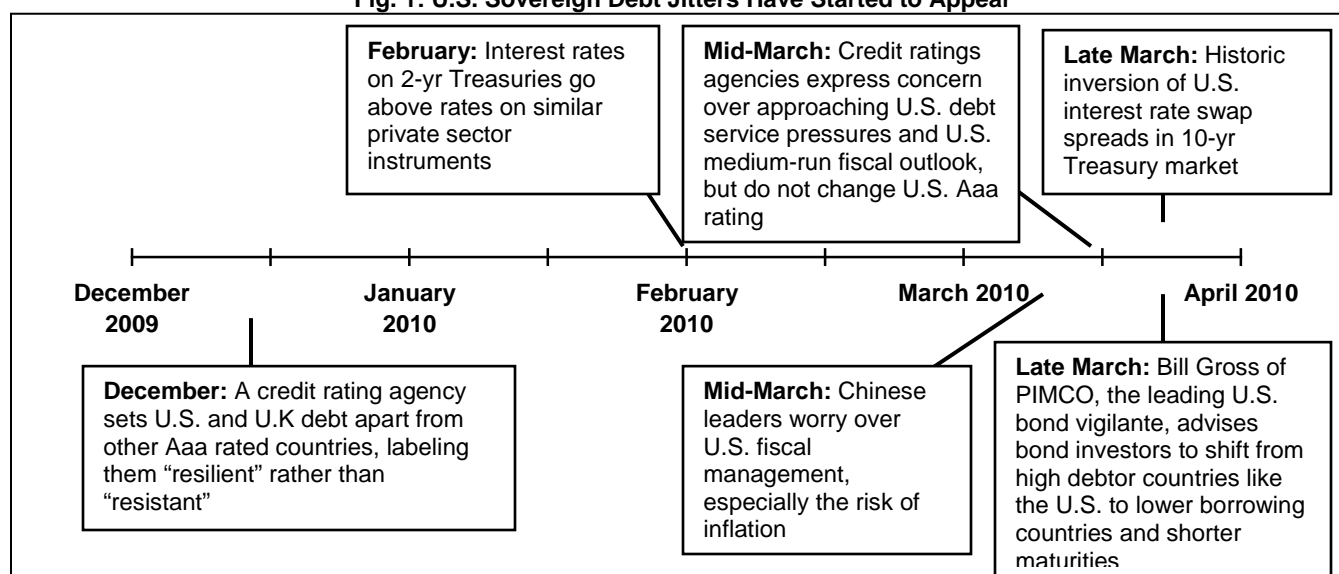 Fig. 1: U.S. Sovereign Debt Jitters Have Started to Appear
February: Interest rates
on 2-yr Treasuries go
above rates on similar
private sector
instruments
Mid-March: Credit ratings
agencies express concern
over approaching U.S. debt
service pressures and U.S.
medium-run fiscal outlook,
but do not change U.S. Aaa
rating
Late March: Historic
inversion of U.S.
interest rate swap
spreads in 10-yr
Treasury market
December
2009
January
2010
February
2010
March 2010
April 2010
December: A credit rating agency
sets U.S. and U.K debt apart from
other Aaa rated countries, labeling
them “resilient” rather than
“resistant”
Mid-March: Chinese
leaders worry over
U.S. fiscal
management,
especially the risk of
inflation
Late March: Bill Gross of
PIMCO, the leading U.S.
bond vigilante, advises
bond investors to shift from
high debtor countries like
the U.S. to lower borrowing
countries and shorter
maturities